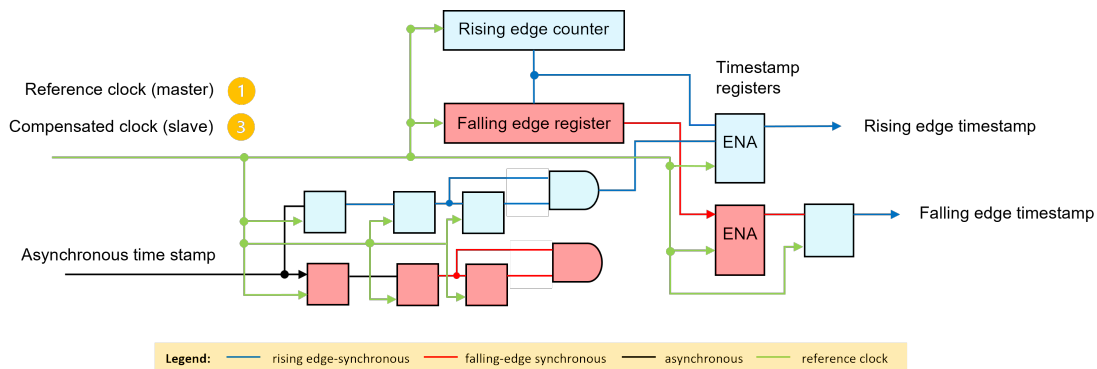 Rising edge counter
Timestamp
registers
Reference clock (master) 1
Falling edge register
Compensated clock (slave) 3
Rising edge timestamp
ENA
Falling edge timestamp
ENA
Asynchronous time stamp
Legend: rising edge-synchronous falling-edge synchronous asynchronous reference clock